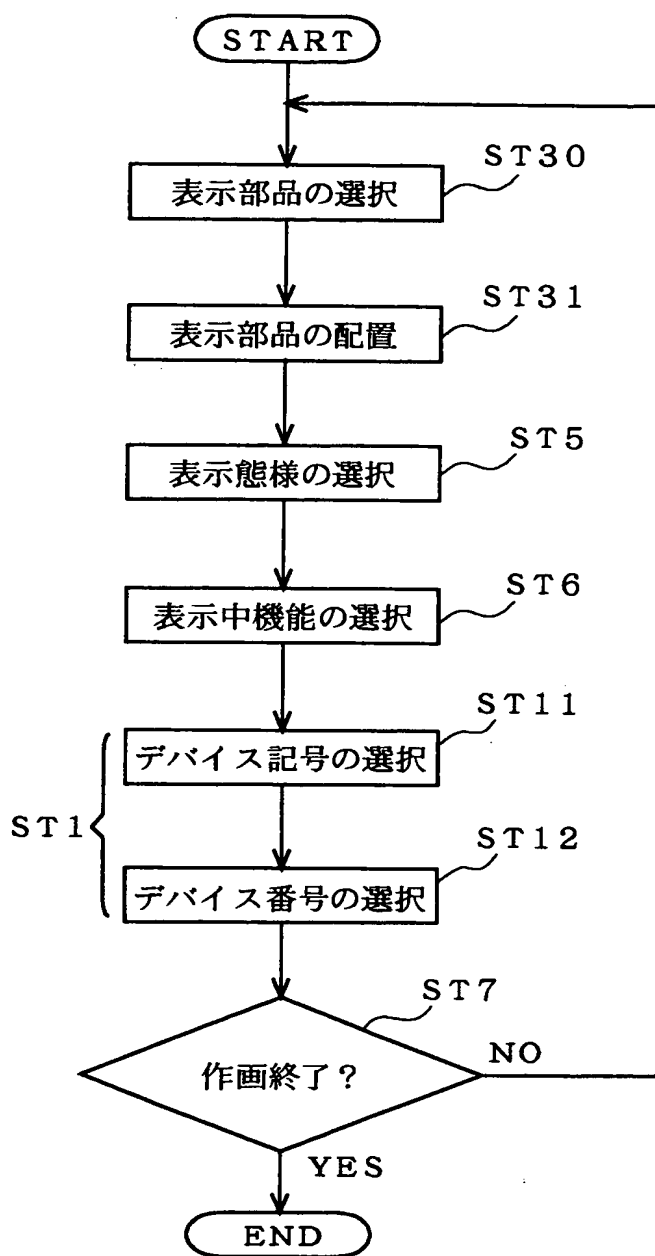 START
ST30
表示部品の選択
ST31
表示部品の配置
ST5
表示態様の選択
ST6
表示中機能の選択
ST11
デバイス記号の選択
ST1
ST12
デバイス番号の選択
ST7
作画終了？
NO
YES
END